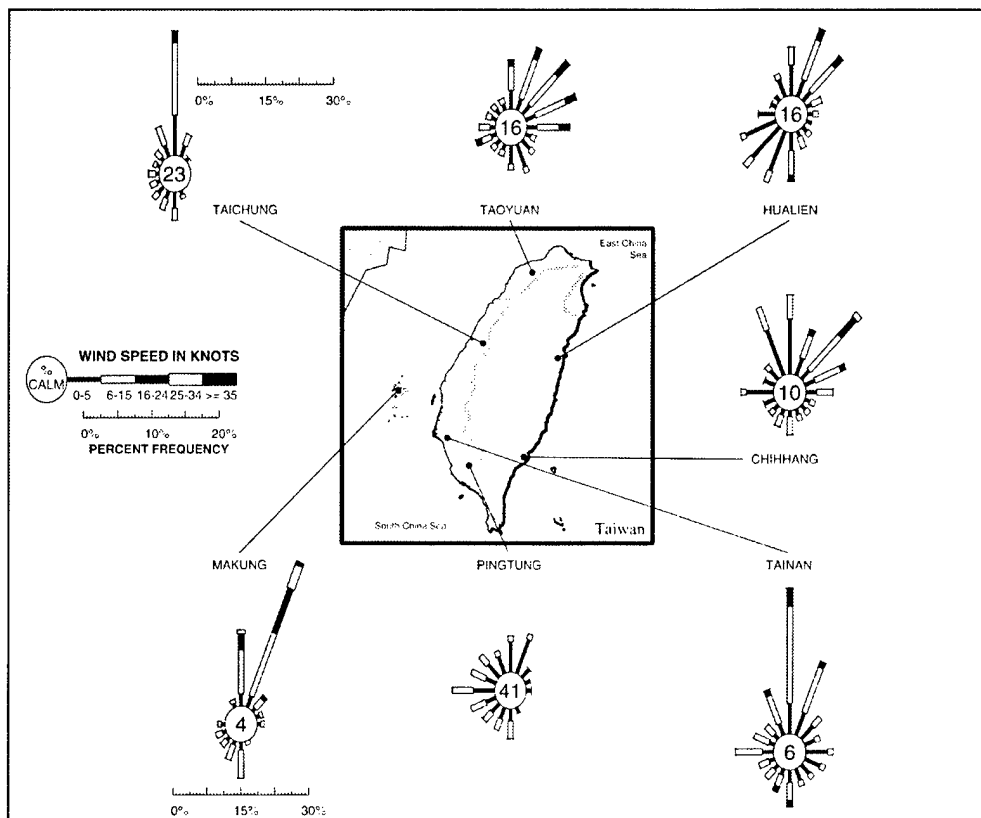 0% 15% 30%
23
16
16
TAICHUNG
TAOYUAN
HUALIEN
East China
Sea
WIND SPEED IN KNOTS
%
CALM
0-5 6-15 16-24 25-34 >= 35
0% 10% 20%
PERCENT FREQUENCY
10
CHIHHANG
South China Sea
Taiwan
MAKUNG
PINGTUNG
TAINAN
4
41
6
0% 15% 30%